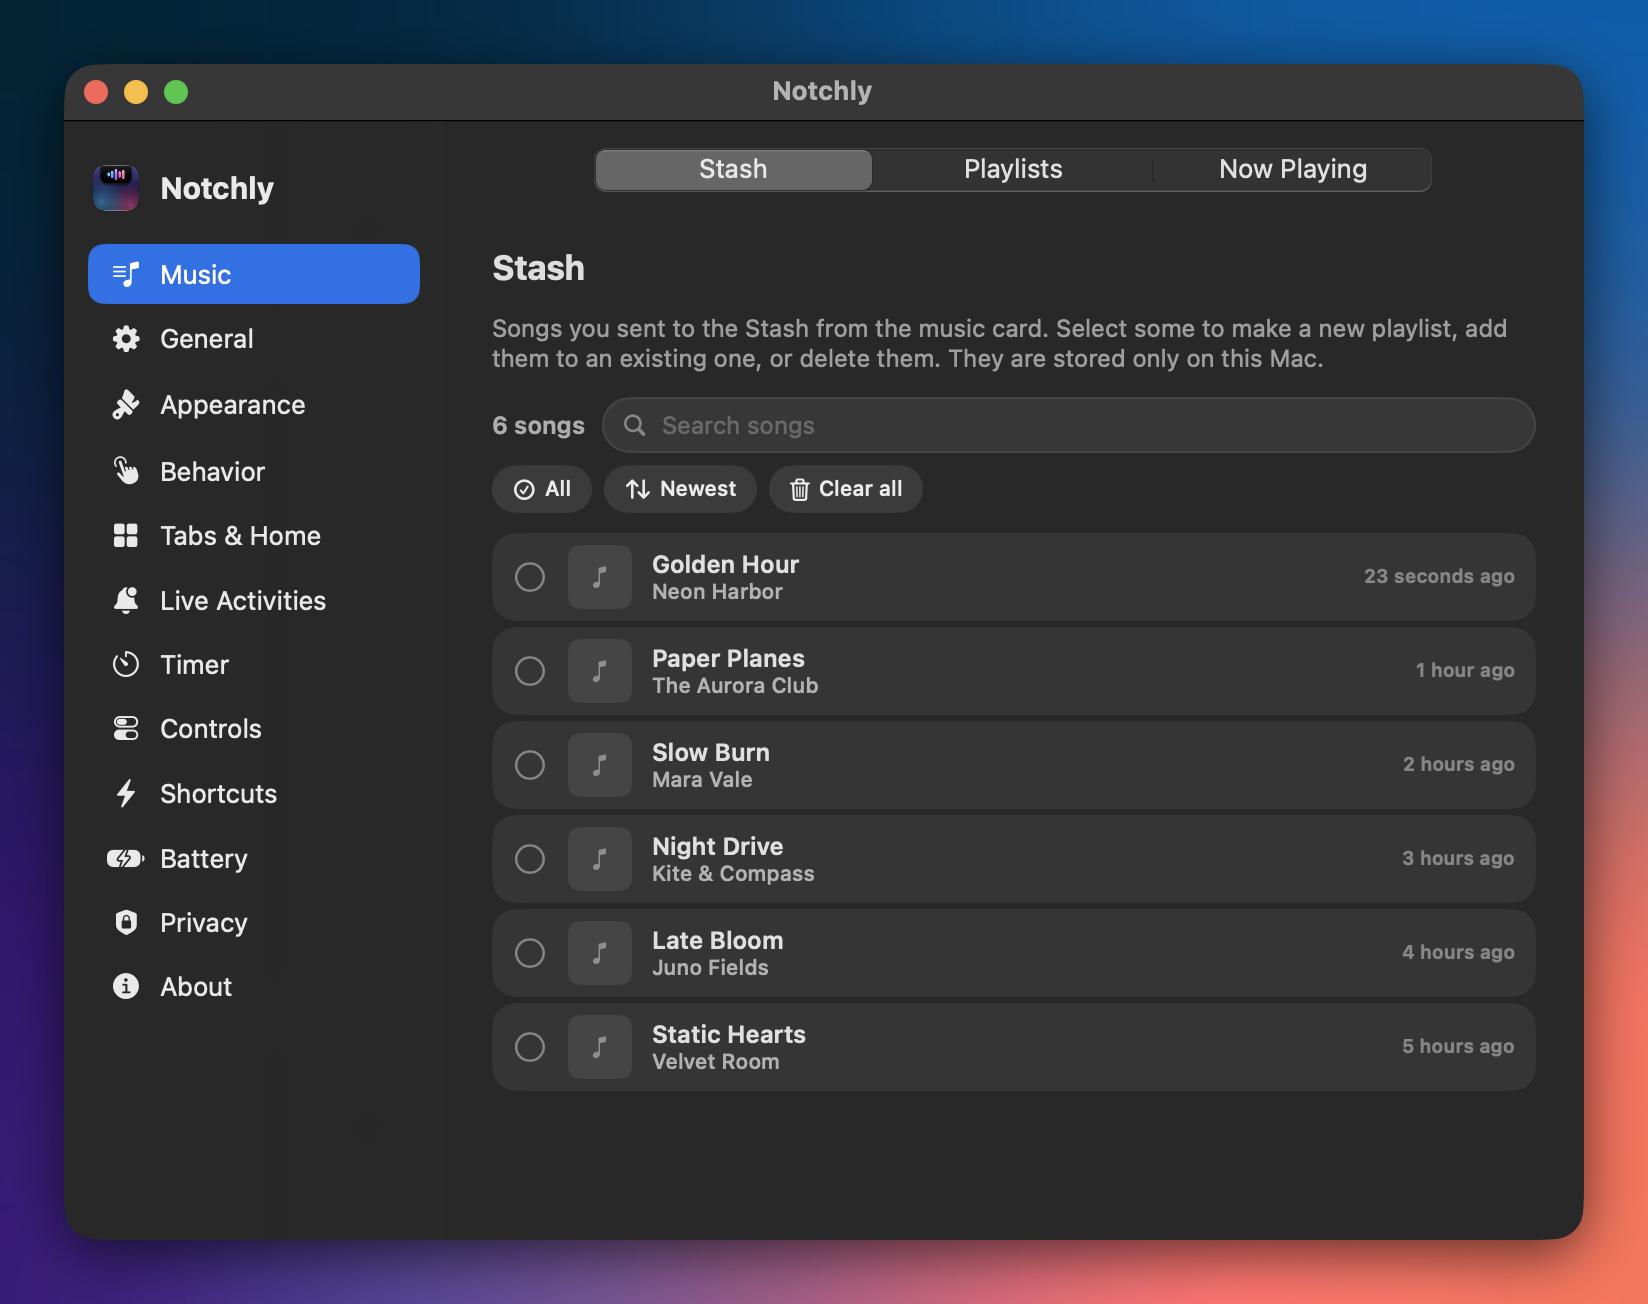 Notchly
Notchly
Music
General
Appearance
Behavior
Tabs & Home
Live Activities
Timer
Controls
Shortcuts
Battery
Privacy
About
Stash
Playlists
Now Playing
Stash
Songs you sent to the Stash from the music card. Select some to make a new playlist, add
them to an existing one, or delete them. They are stored only on this Mac.
6 songs
Search songs
All
Newest
Clear all
Golden Hour
Neon Harbor
23 seconds ago
Paper Planes
The Aurora Club
1 hour ago
Slow Burn
Mara Vale
2 hours ago
Night Drive
Kite & Compass
3 hours ago
Late Bloom
Juno Fields
4 hours ago
Static Hearts
Velvet Room
5 hours ago